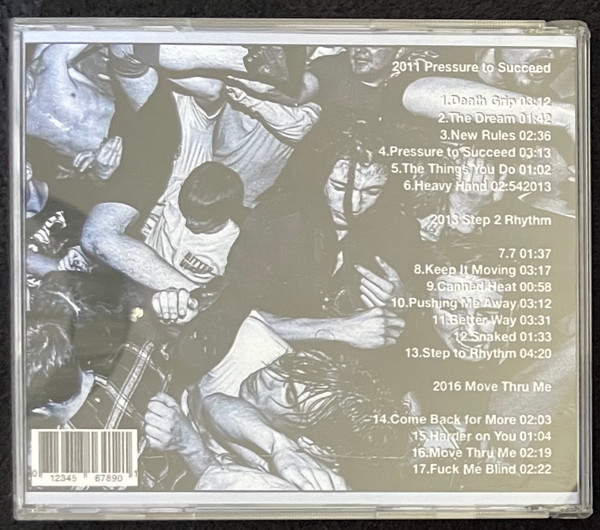 2011 Pressure to Succeed
1.Death Grip 03:12
2.The Dream 01:42
3.New Rules 02:36
4.Pressure to Succeed 03:13
5.The Things You Do 01:02
6.Heavy Hand 02:542013
2013 Step 2 Rhythm
7.7 01:37
8.Keep It Moving 03:17
9.Canned Heat 00:58
10.Pushing Me Away 03:12
11.Better Way 03:31
12.Snaked 01:33
13.Step to Rhythm 04:20
2016 Move Thru Me
14.Come Back for More 02:03
15.Harder on You 01:04
16.Move Thru Me 02:19
17.Fuck Me Blind 02:22
0 12345 67890 1